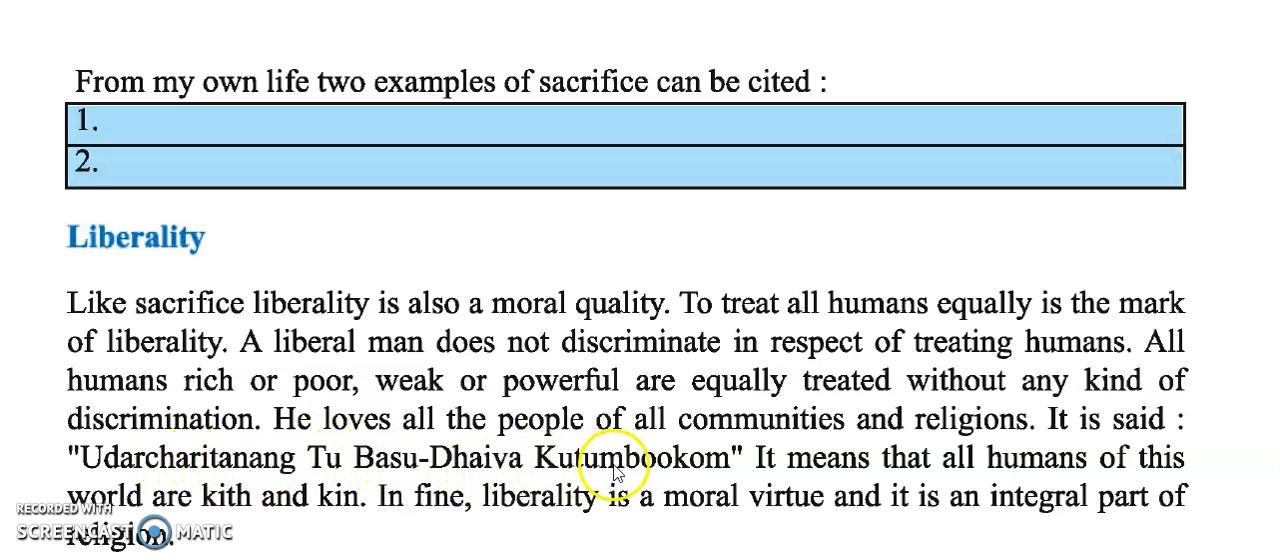 From my own life two examples of sacrifice can be cited :
1.
2.
Liberality
Like sacrifice liberality is also a moral quality. To treat all humans equally is the mark
of liberality. A liberal man does not discriminate in respect of treating humans. All
humans rich or poor, weak or powerful are equally treated without any kind of
discrimination. He loves all the people of all communities and religions. It is said :
"Udarcharitanang Tu Basu-Dhaiva Kutumbookom" It means that all humans of this
world are kith and kin. In fine, liberality is a moral virtue and it is an integral part of
religion.
RECORDED WITH
SCREENCAST MATIC